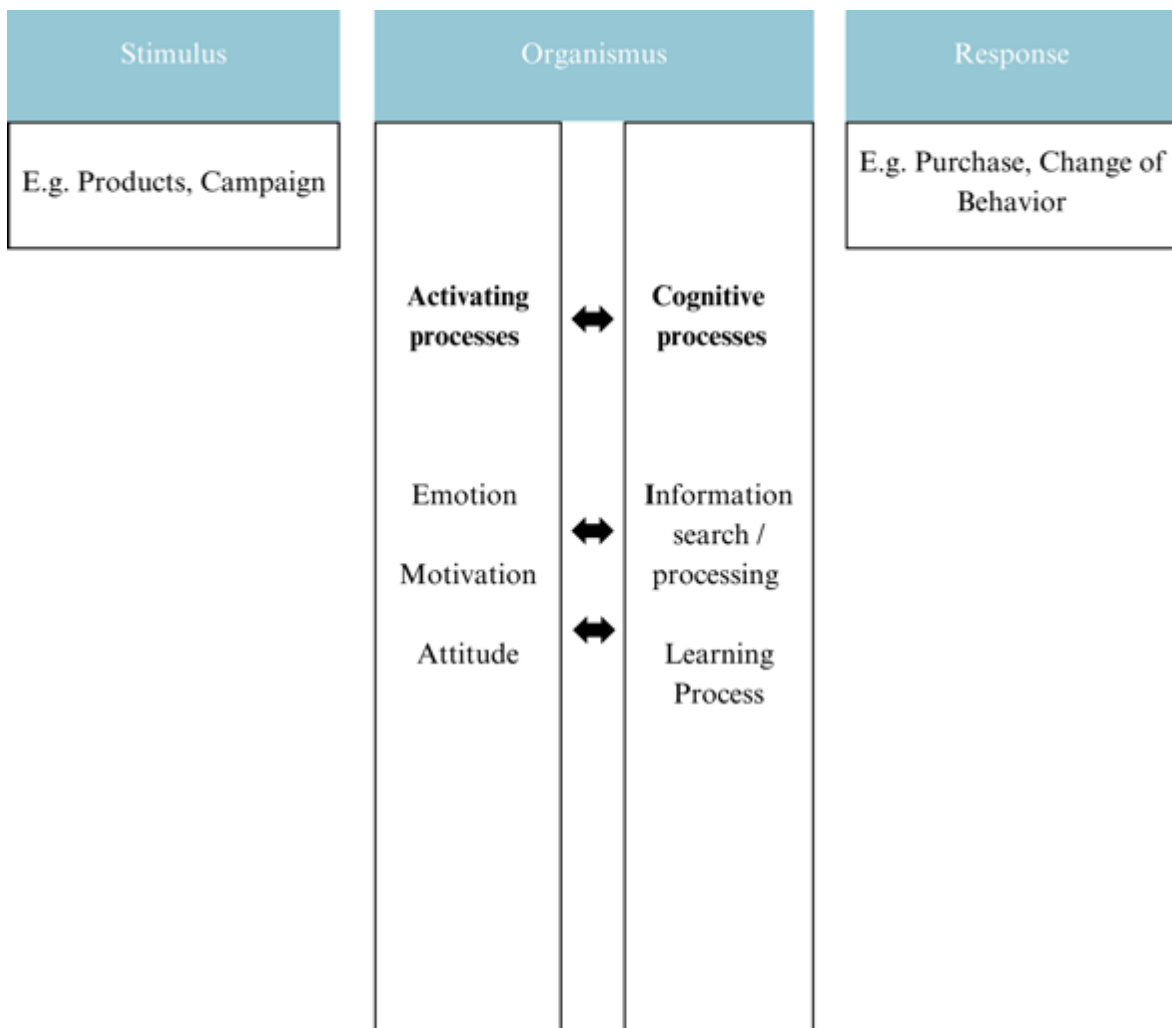 Stimulus
Organismus
Response
E.g. Products, Campaign
E.g. Purchase, Change of
Behavior
Activating
processes
Cognitive
processes
Emotion
Motivation
Attitude
Information
search /
processing
Learning
Process